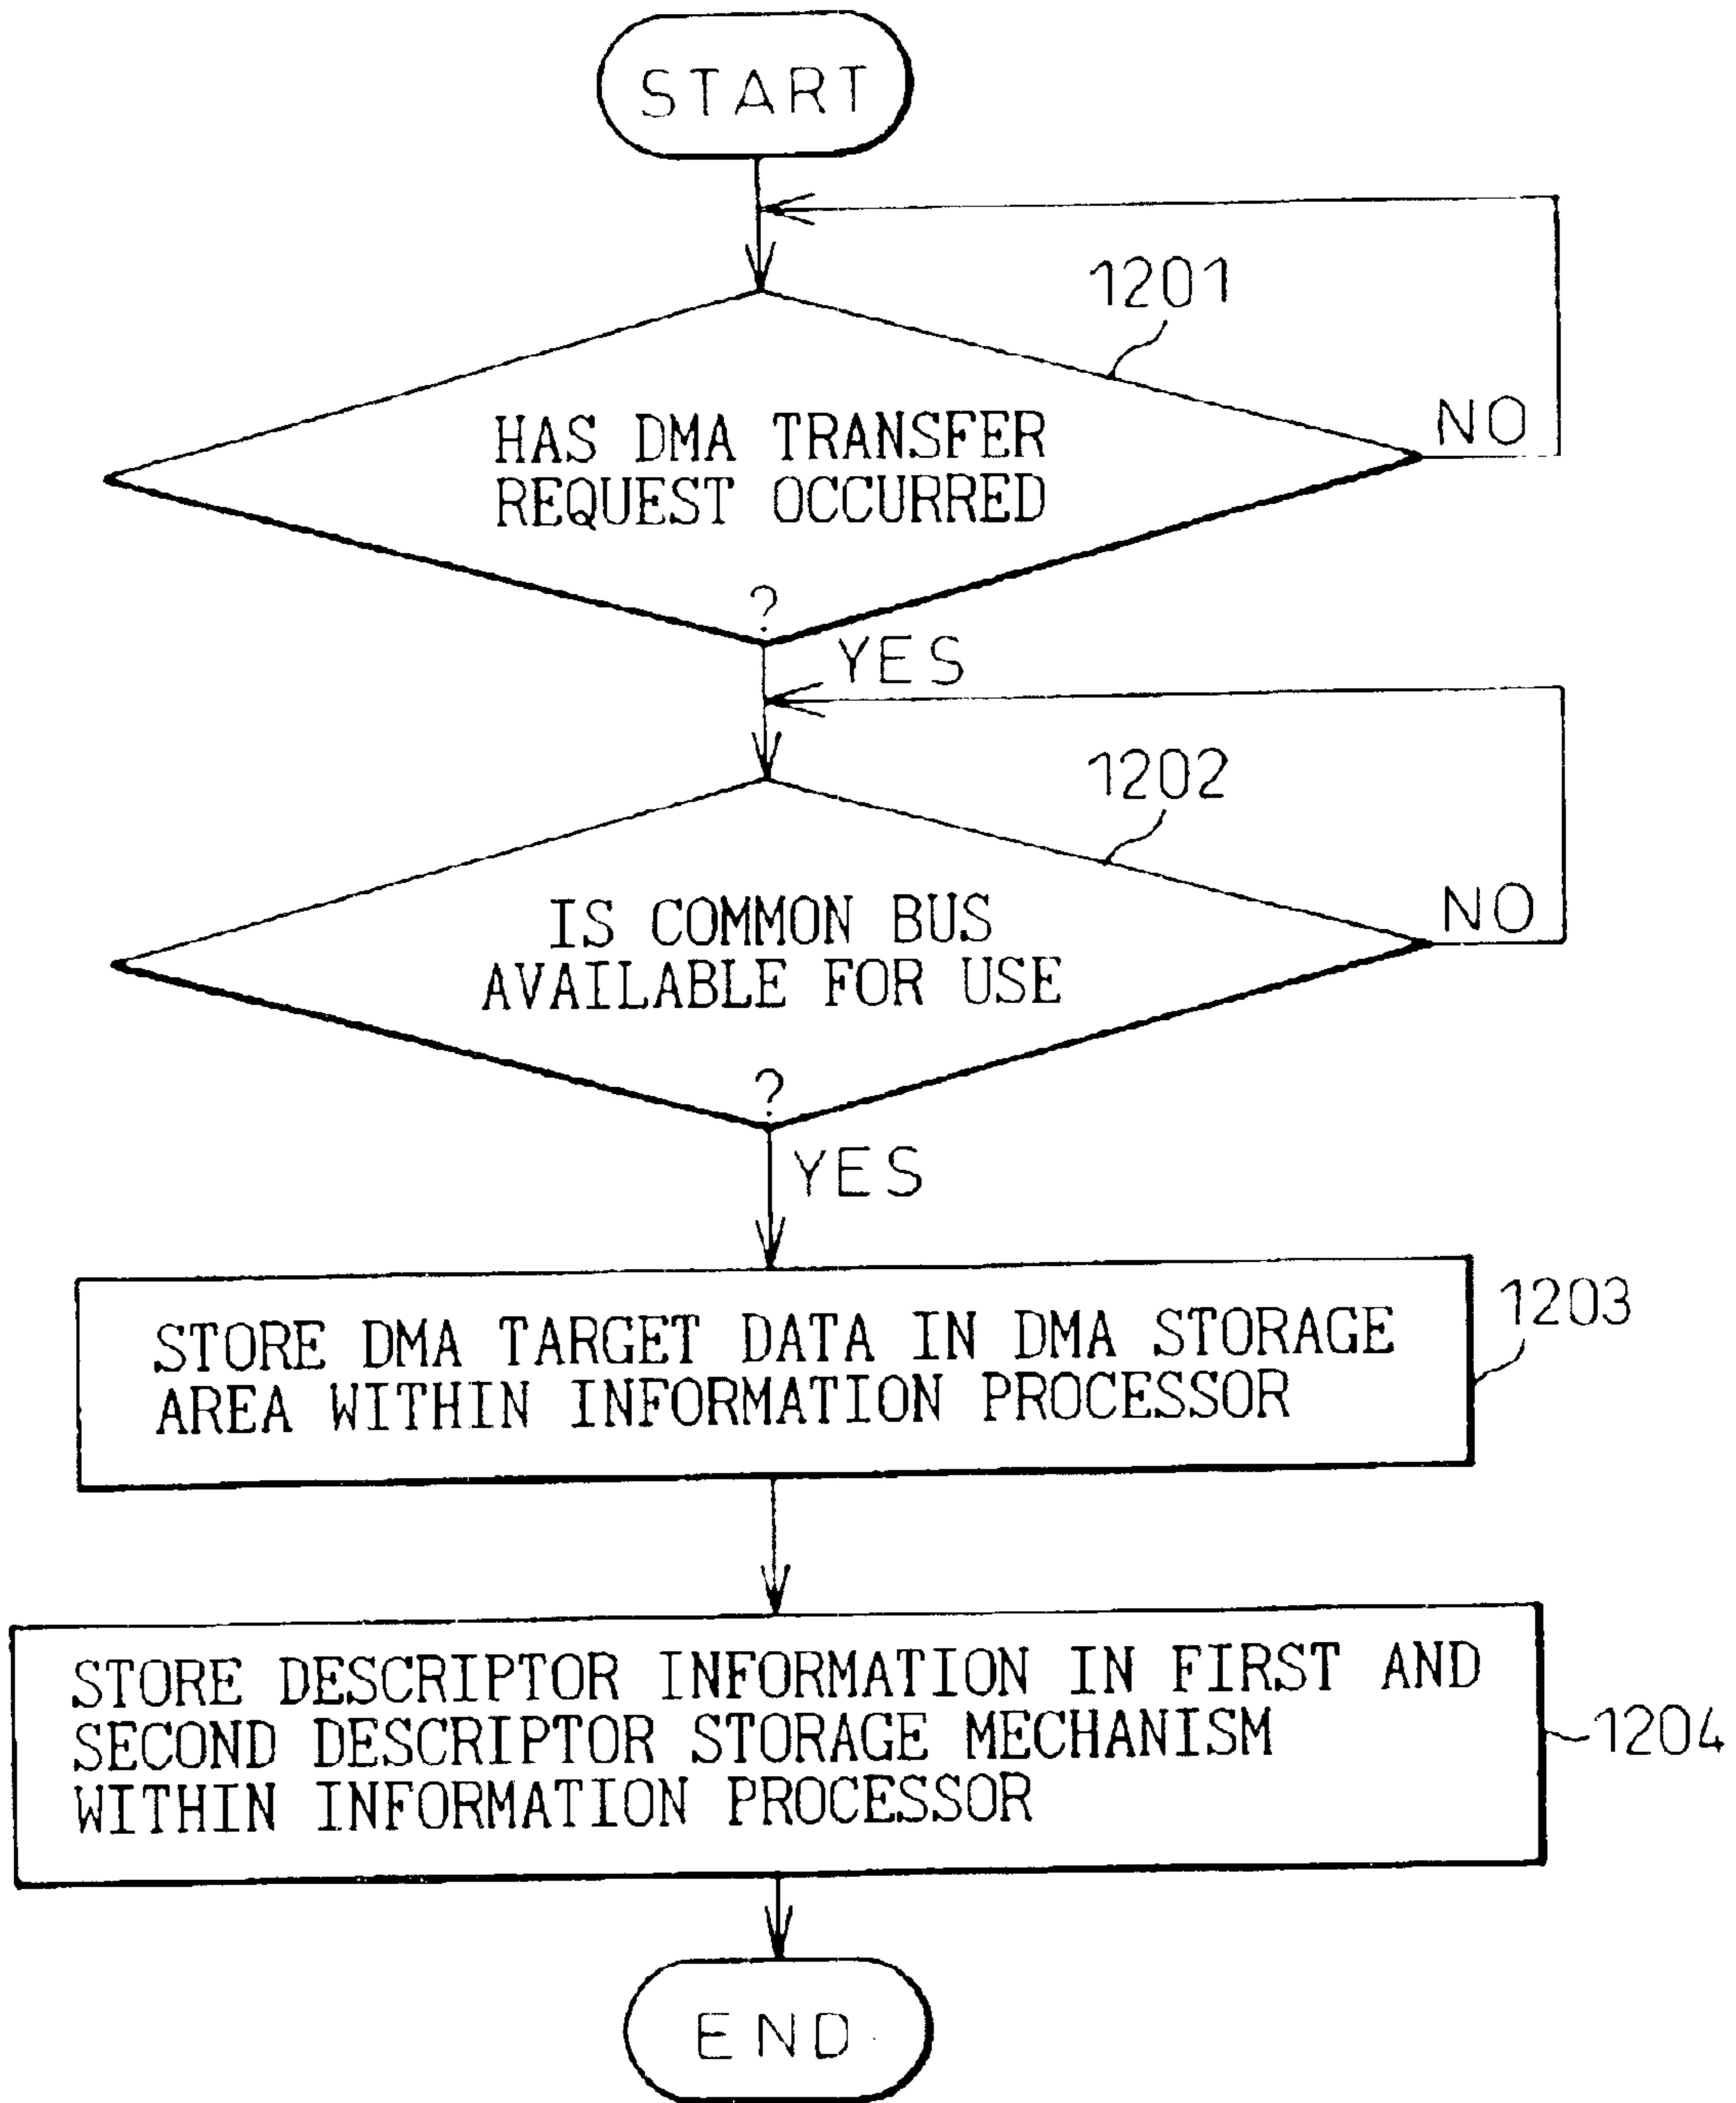 START
1201
HAS DMA TRANSFER
REQUEST OCCURRED
?
NO
YES
1202
IS COMMON BUS
AVAILABLE FOR USE
?
NO
YES
1203
STORE DMA TARGET DATA IN DMA STORAGE
AREA WITHIN INFORMATION PROCESSOR
STORE DESCRIPTOR INFORMATION IN FIRST AND
SECOND DESCRIPTOR STORAGE MECHANISM
WITHIN INFORMATION PROCESSOR
1204
END